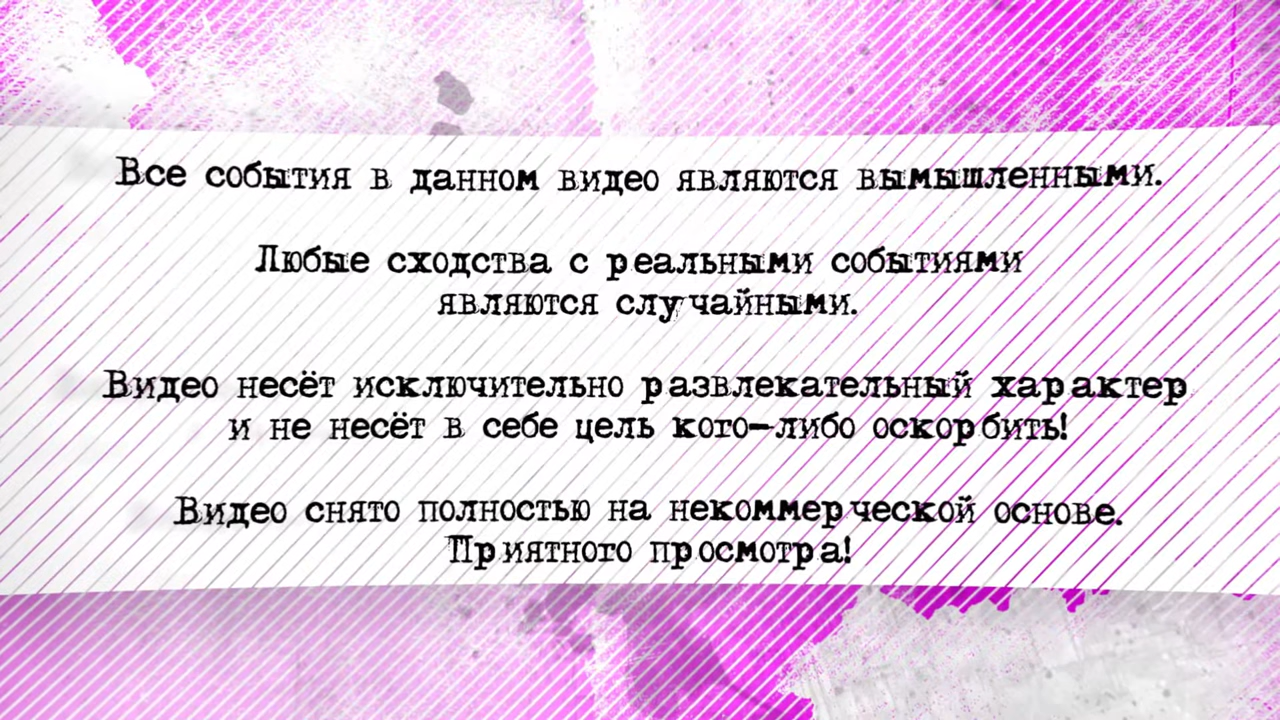 Все события в данном видео являются вымышленными.
Любые сходства с реальными событиями
являются случайными.
Видео несёт исключительно развлекательный характер
и не несёт в себе цель кого-либо оскорбить!
Видео снято полностью на некоммерческой основе.
Приятного просмотра!